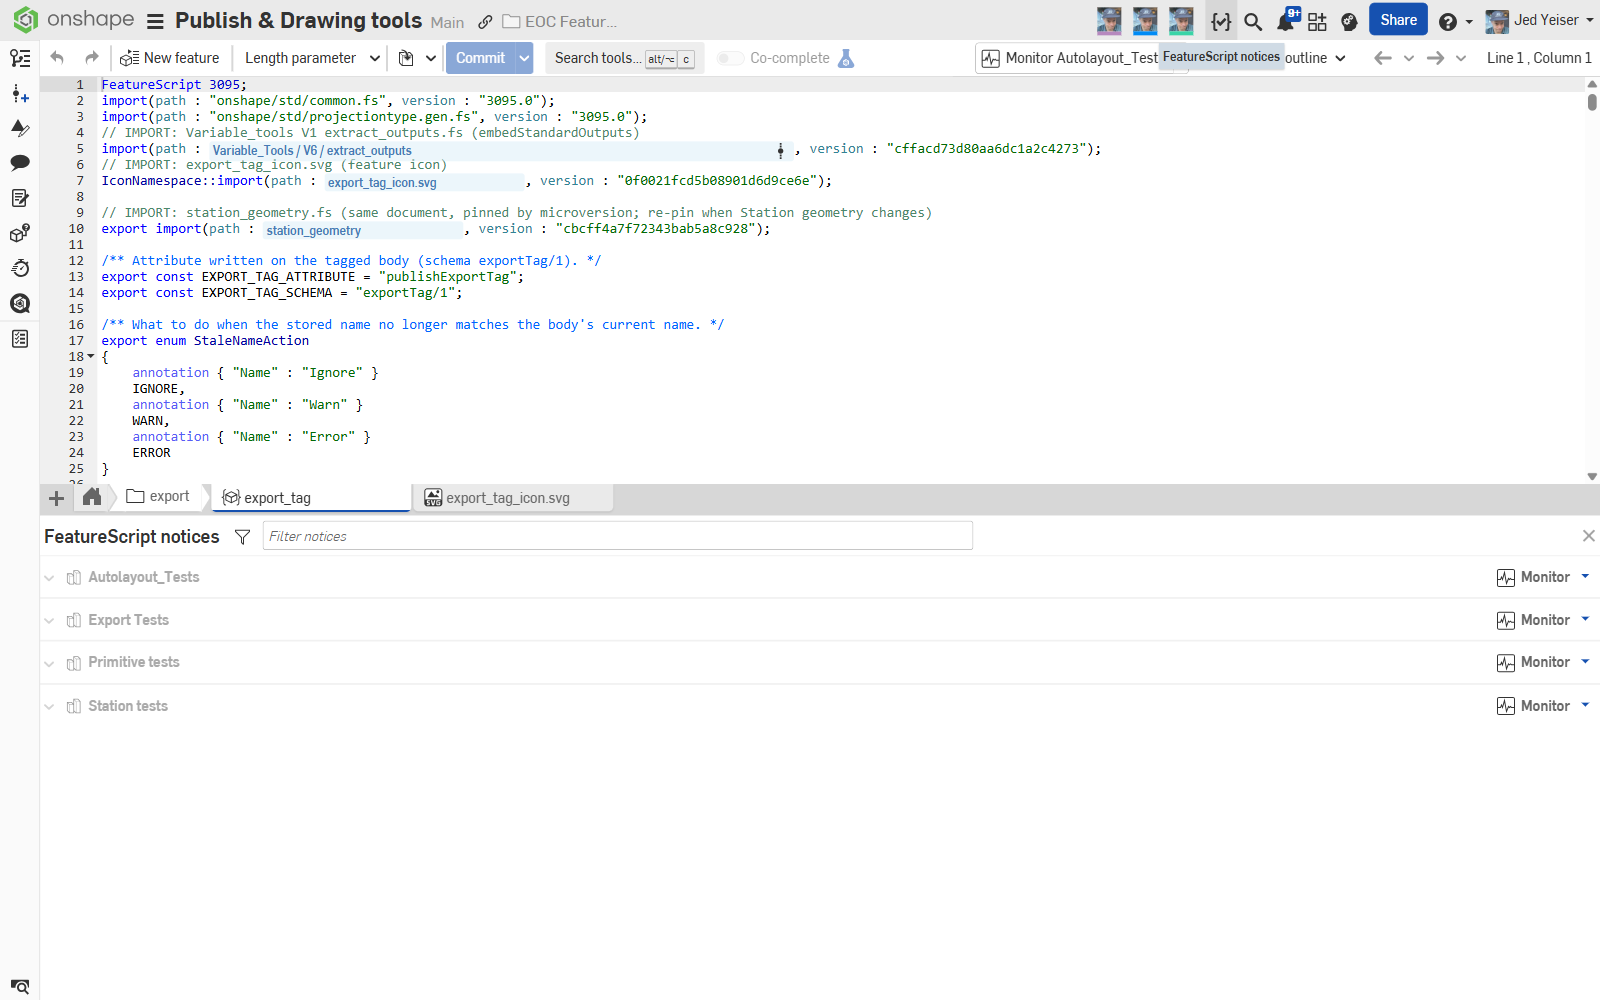 onshape Publish & Drawing tools Main EOC Featur... 9+ Share Jed Yeiser
New feature Length parameter Commit Search tools... alt/⌥ c Co-complete Monitor Autolayout_Test FeatureScript notices outline Line 1, Column 1
1 FeatureScript 3095;
2 import(path : "onshape/std/common.fs", version : "3095.0");
3 import(path : "onshape/std/projectiontype.gen.fs", version : "3095.0");
4 // IMPORT: Variable_tools V1 extract_outputs.fs (embedStandardOutputs)
5 import(path : Variable_Tools / V6 / extract_outputs , version : "cffacd73d80aa6dc1a2c4273");
6 // IMPORT: export_tag_icon.svg (feature icon)
7 IconNamespace::import(path : export_tag_icon.svg , version : "0f0021fcd5b08901d6d9ce6e");
8
9 // IMPORT: station_geometry.fs (same document, pinned by microversion; re-pin when Station geometry changes)
10 export import(path : station_geometry , version : "cbcff4a7f72343bab5a8c928");
11
12 /** Attribute written on the tagged body (schema exportTag/1). */
13 export const EXPORT_TAG_ATTRIBUTE = "publishExportTag";
14 export const EXPORT_TAG_SCHEMA = "exportTag/1";
15
16 /** What to do when the stored name no longer matches the body's current name. */
17 export enum StaleNameAction
18 {
19 annotation { "Name" : "Ignore" }
20 IGNORE,
21 annotation { "Name" : "Warn" }
22 WARN,
23 annotation { "Name" : "Error" }
24 ERROR
25 }
export export_tag export_tag_icon.svg
FeatureScript notices Filter notices
Autolayout_Tests Monitor
Export Tests Monitor
Primitive tests Monitor
Station tests Monitor